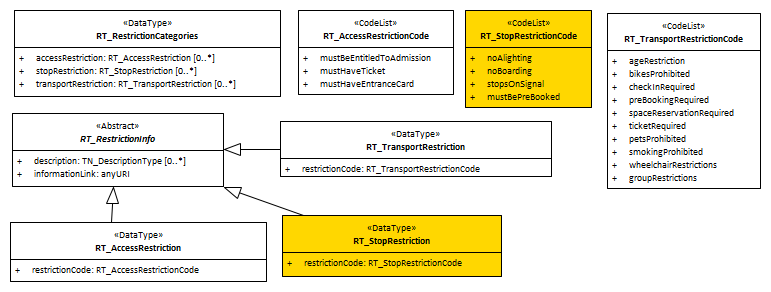 «DataType»
RT_RestrictionCategories
+ accessRestriction: RT_AccessRestriction [0..*]
+ stopRestriction: RT_StopRestriction [0..*]
+ transportRestriction: RT_TransportRestriction [0..*]
«CodeList»
RT_AccessRestrictionCode
+ mustBeEntitledToAdmission
+ mustHaveTicket
+ mustHaveEntranceCard
«CodeList»
RT_StopRestrictionCode
+ noAlighting
+ noBoarding
+ stopsOnSignal
+ mustBePreBooked
«CodeList»
RT_TransportRestrictionCode
+ ageRestriction
+ bikesProhibited
+ checkInRequired
+ preBookingRequired
+ spaceReservationRequired
+ ticketRequired
+ petsProhibited
+ smokingProhibited
+ wheelchairRestrictions
+ groupRestrictions
«Abstract»
RT_RestrictionInfo
+ description: TN_DescriptionType [0..*]
+ informationLink: anyURI
«DataType»
RT_TransportRestriction
+ restrictionCode: RT_TransportRestrictionCode
«DataType»
RT_AccessRestriction
+ restrictionCode: RT_AccessRestrictionCode
«DataType»
RT_StopRestriction
+ restrictionCode: RT_StopRestrictionCode